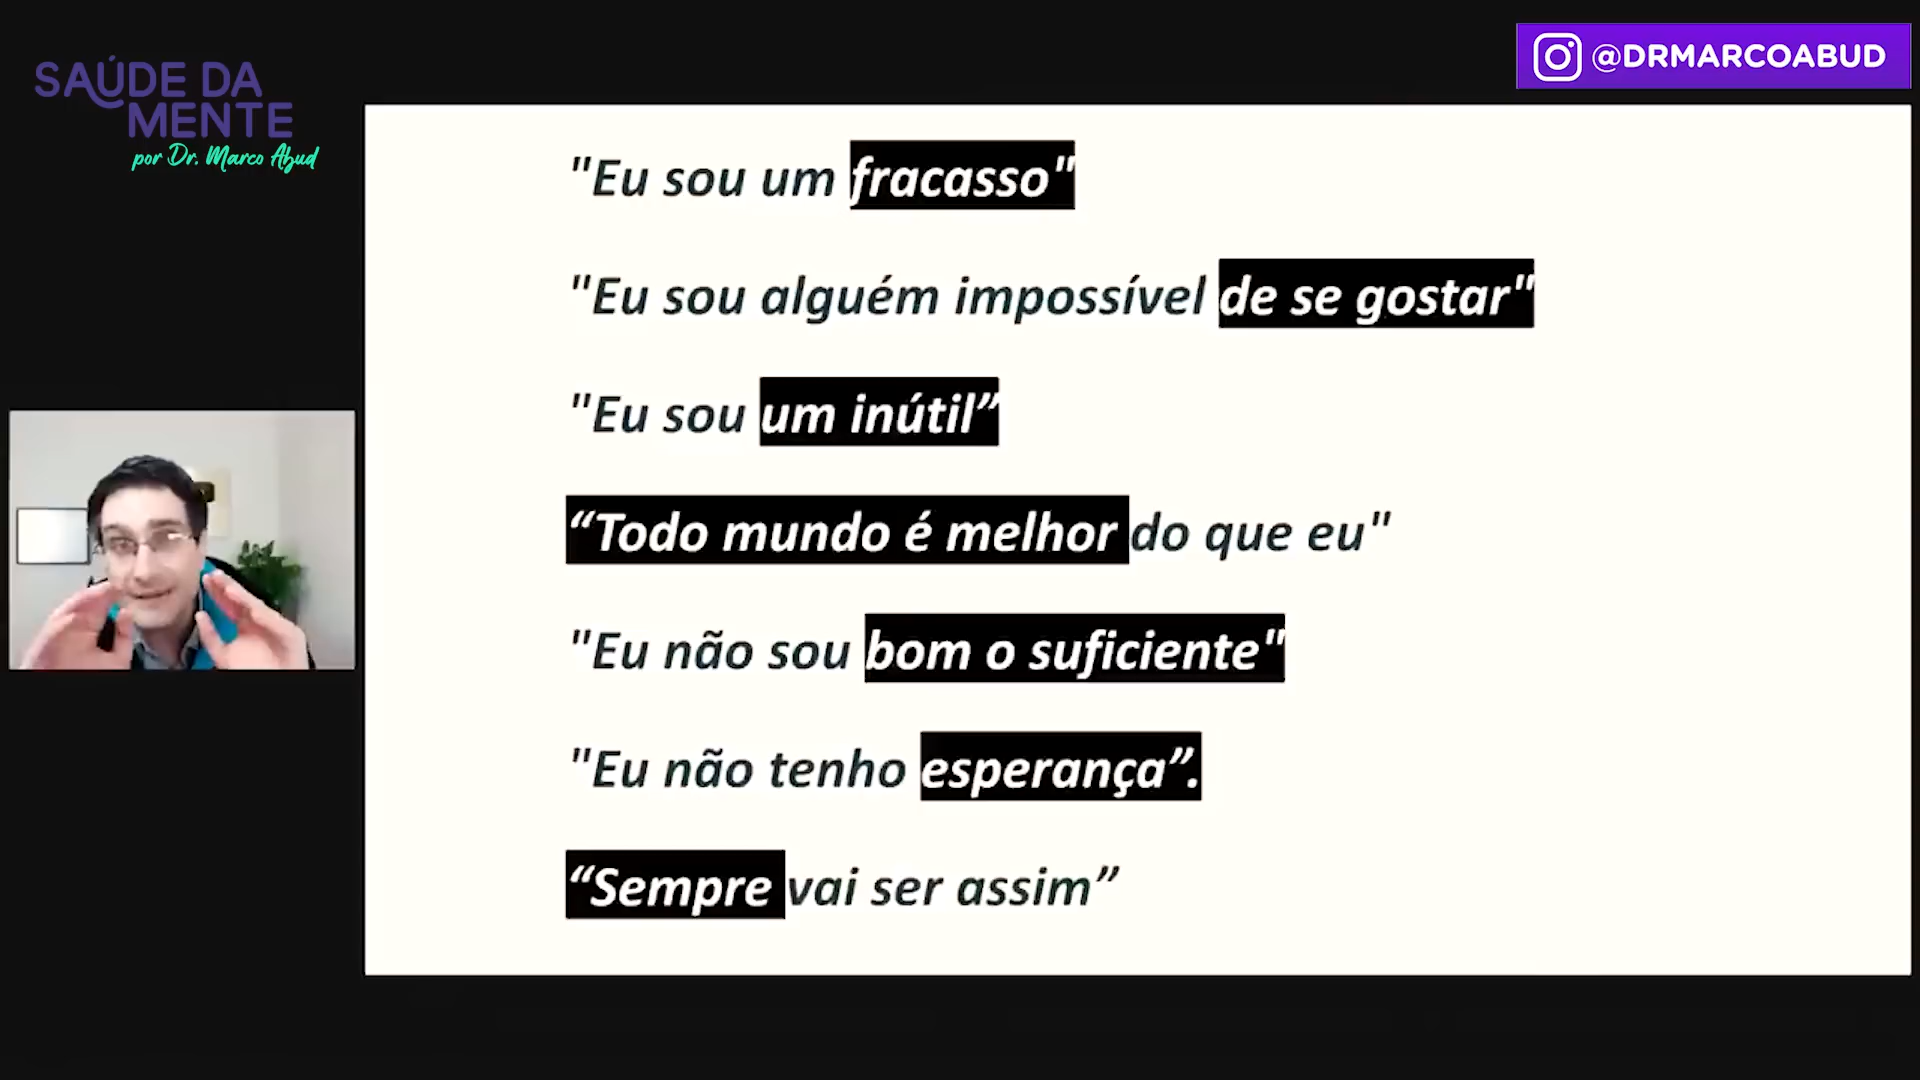 SAÚDE DA
MENTE
por Dr. Marco Abud
@DRMARCOABUD
"Eu sou um fracasso"
"Eu sou alguém impossível de se gostar"
"Eu sou um inútil”
“Todo mundo é melhor do que eu"
"Eu não sou bom o suficiente"
"Eu não tenho esperança”.
“Sempre vai ser assim”